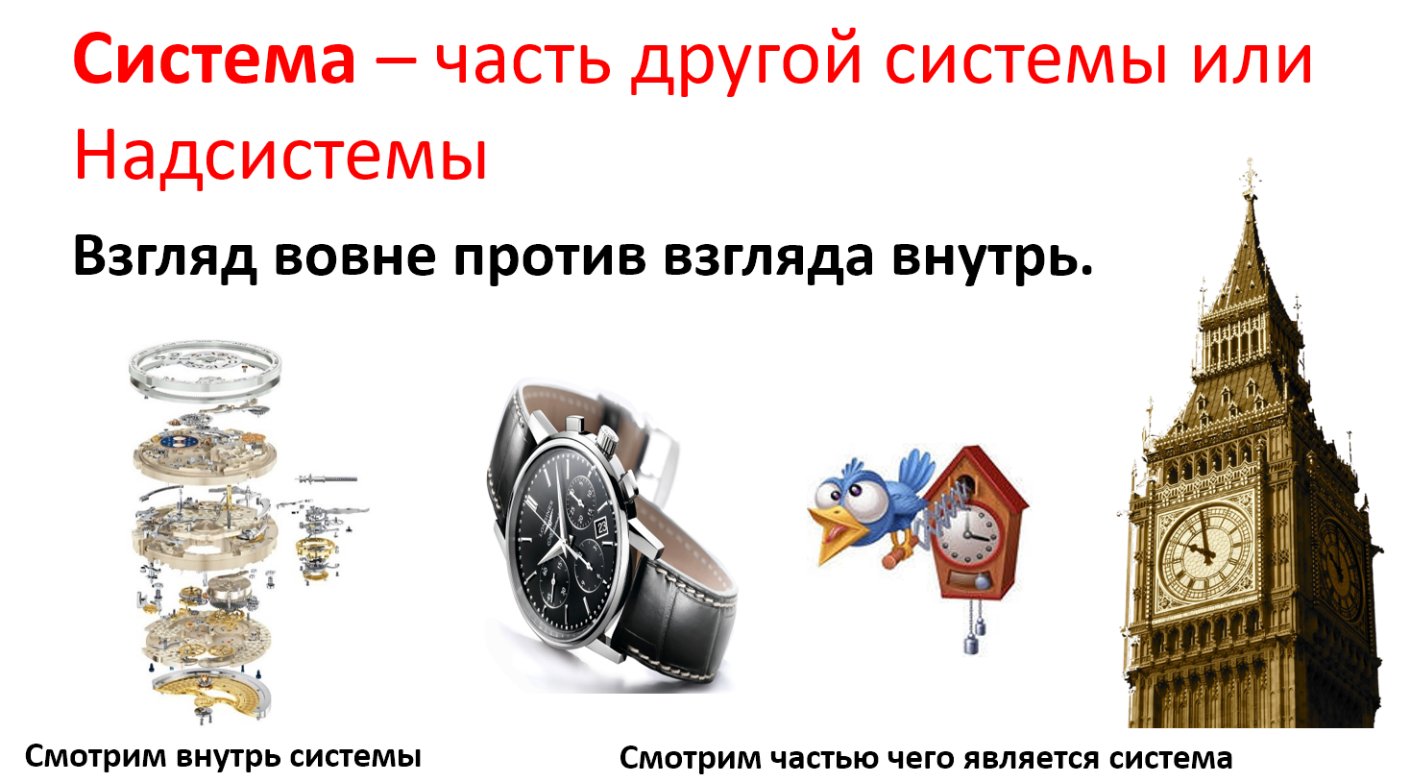 Система – часть другой системы или
Надсистемы
Взгляд вовне против взгляда внутрь.
Смотрим внутрь системы
Смотрим частью чего является система